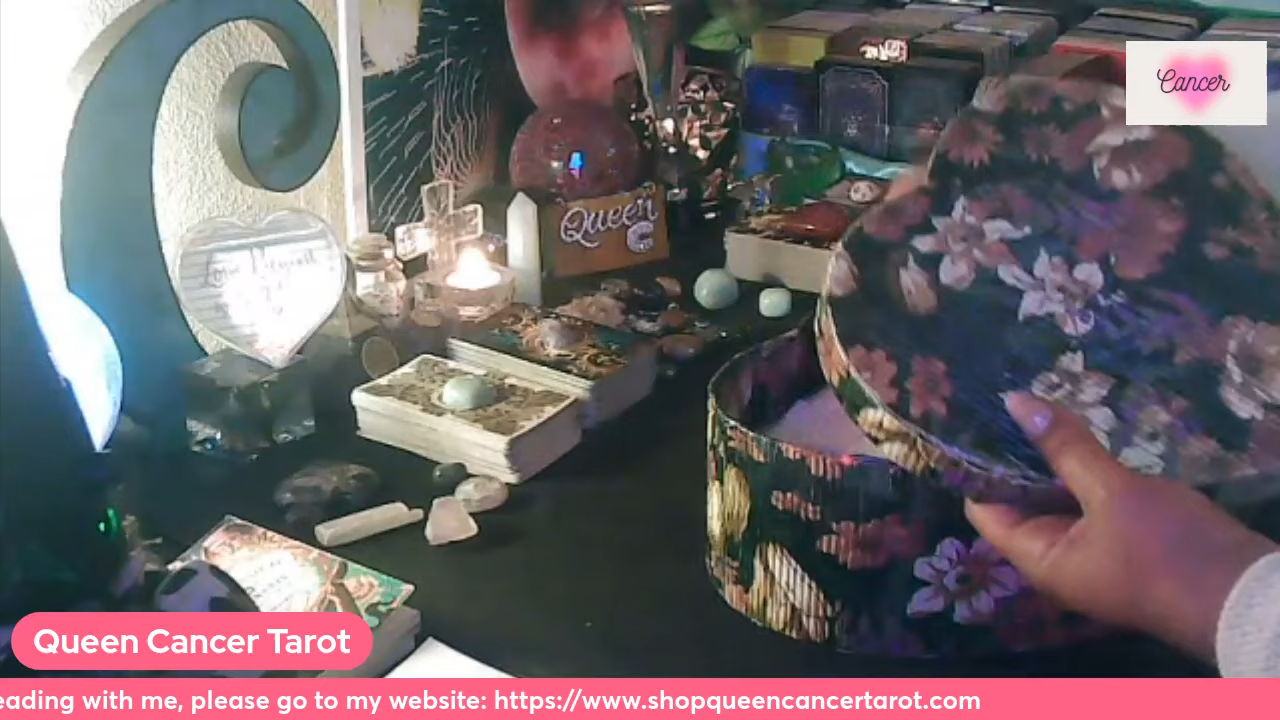 Cancer
Queen
C
Queen Cancer Tarot
eading with me, please go to my website: https://www.shopqueencancertarot.com